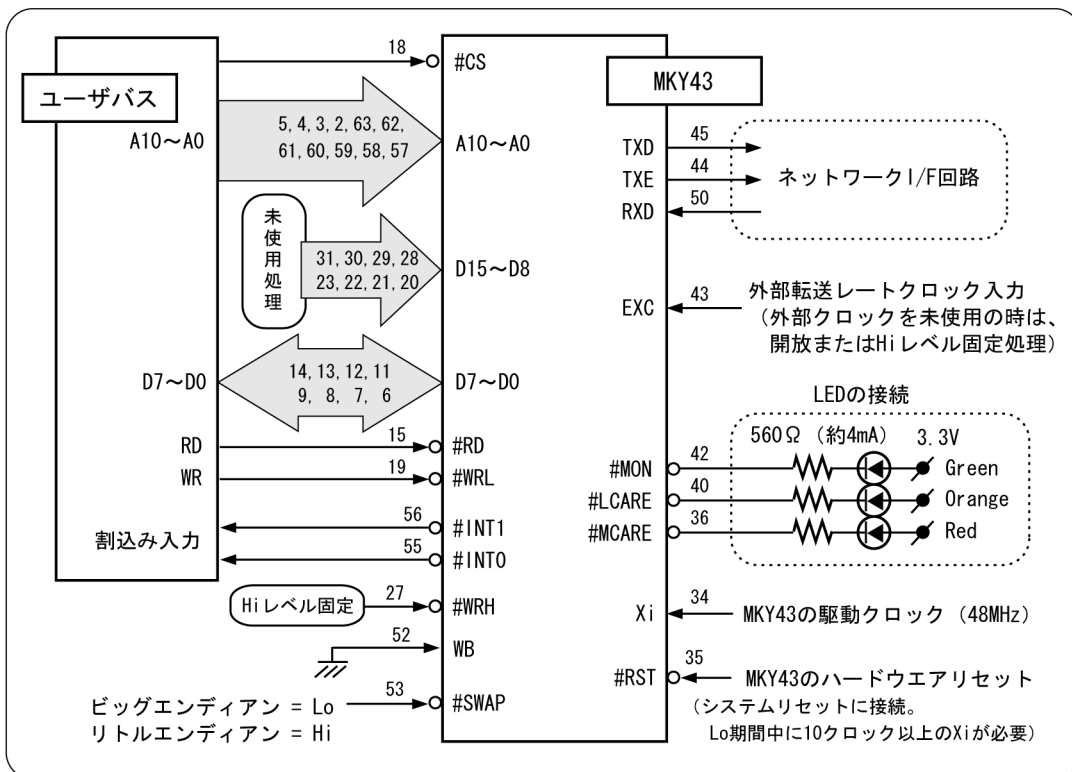 ユーザバス
A10～A0
D7～D0
RD
WR
割込み入力
18
5, 4, 3, 2, 63, 62,
61, 60, 59, 58, 57
未使用処理
31, 30, 29, 28
23, 22, 21, 20
14, 13, 12, 11
9, 8, 7, 6
15
19
56
55
Hiレベル固定
27
52
53
ビッグエンディアン = Lo
リトルエンディアン = Hi
MKY43
#CS
A10～A0
D15～D8
D7～D0
#RD
#WRL
#INT1
#INT0
#WRH
WB
#SWAP
TXD
TXE
RXD
EXC
#MON
#LCARE
#MCARE
Xi
#RST
45
44
50
ネットワークI/F回路
43
外部転送レートクロック入力
（外部クロックを未使用の時は、
開放またはHiレベル固定処理）
LEDの接続
560Ω （約4mA）
3.3V
42
Green
40
Orange
36
Red
34
MKY43の駆動クロック（48MHz）
35
MKY43のハードウエアリセット
（システムリセットに接続。
Lo期間中に10クロック以上のXiが必要）